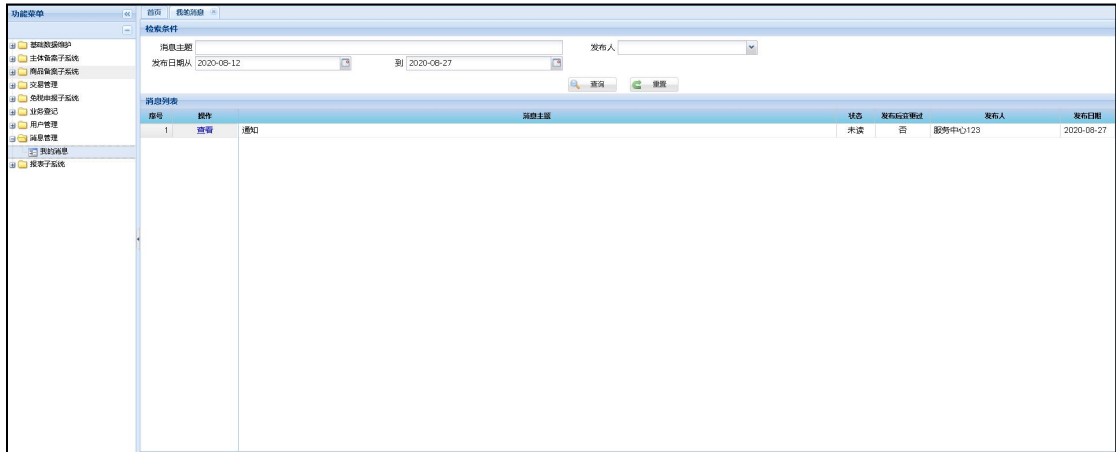 功能菜单
首页 我的消息
检索条件
基础数据维护
主体备案子系统
商品备案子系统
交易管理
免税申报子系统
业务登记
用户管理
消息管理
我的消息
报表子系统
消息主题 发布人
发布日期从 2020-08-12 到 2020-08-27
查询 重置
消息列表
序号 操作 消息主题 状态 发布后变更过 发布人 发布日期
1 查看 通知 未读 否 服务中心123 2020-08-27